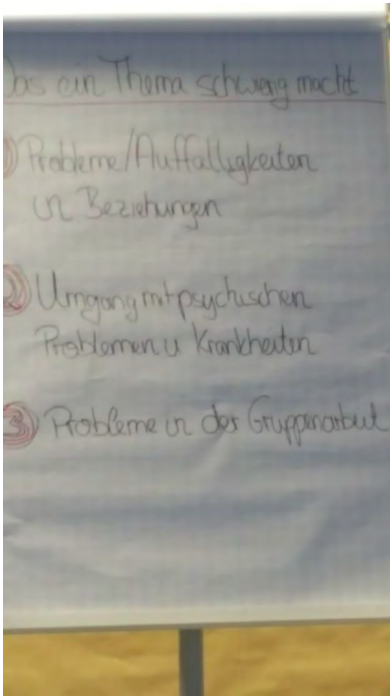 Das ein Thema schwierig macht
1) Probleme/Auffälligkeiten
in Beziehungen
2) Umgang mit psychischen
Problemen u Krankheiten
3) Probleme in der Gruppenarbeit